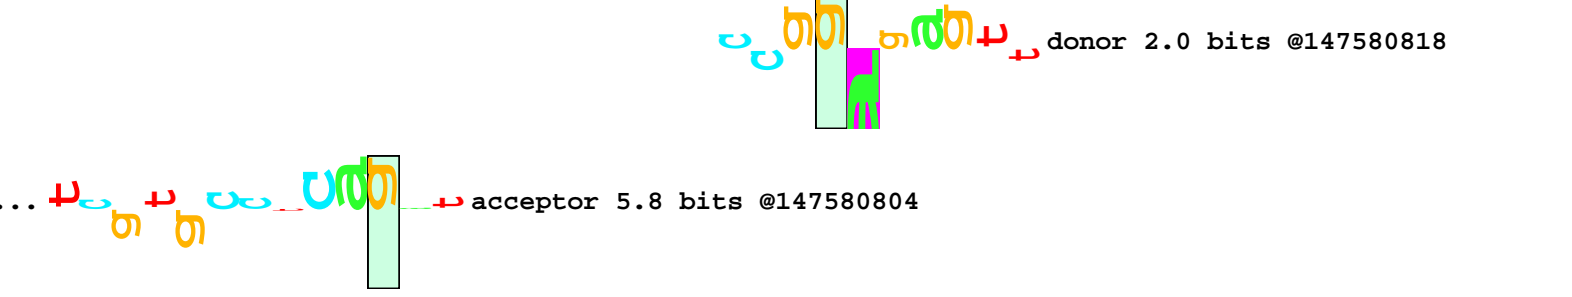 c c g g a g a g t t donor 2.0 bits @147580818
... t c g t g c c t c a g a t acceptor 5.8 bits @147580804